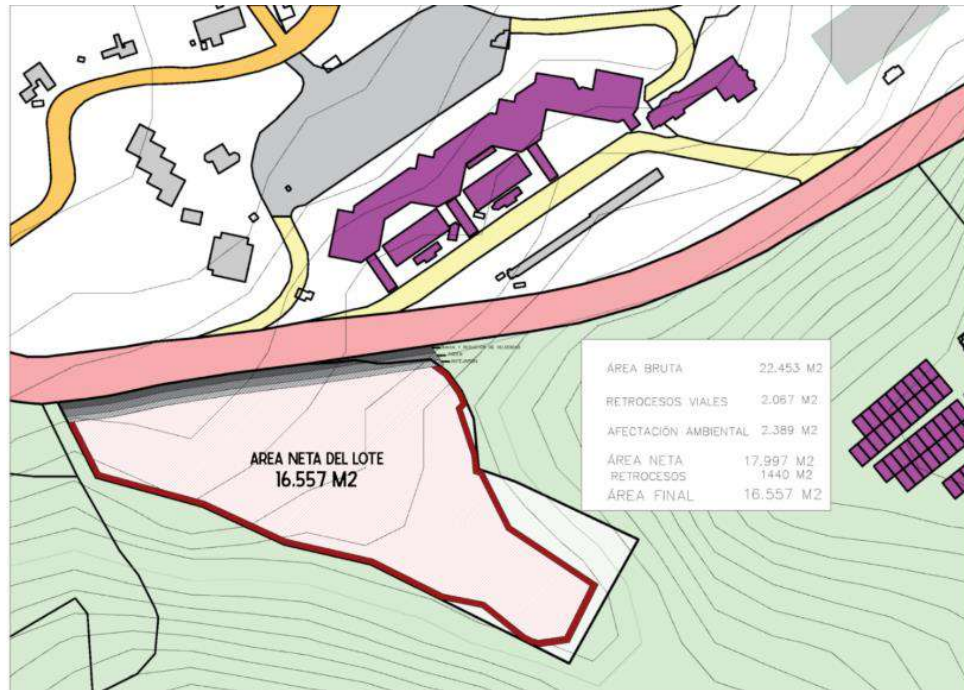 AREA NETA DEL LOTE
16.557 M2
ÁREA BRUTA 22.453 M2
RETROCESOS VIALES 2.067 M2
AFECTACIÓN AMBIENTAL 2.389 M2
ÁREA NETA 17.997 M2
RETROCESOS 1440 M2
ÁREA FINAL 16.557 M2